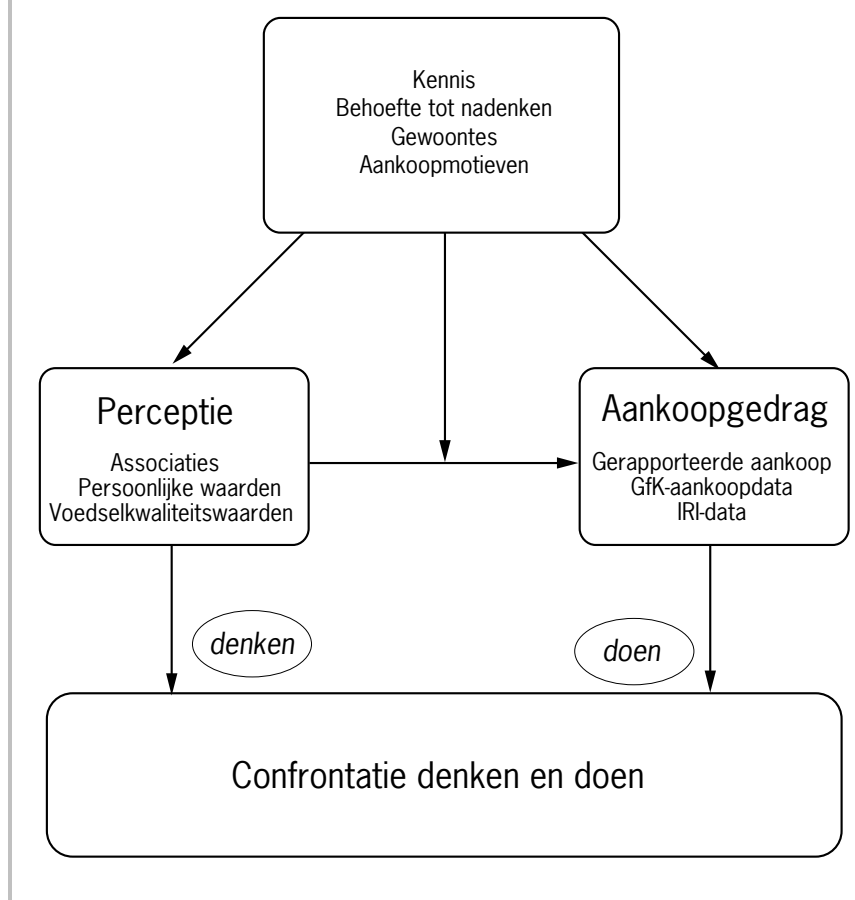 Kennis
Behoefte tot nadenken
Gewoontes
Aankoopmotieven
Perceptie
Associaties
Persoonlijke waarden
Voedselkwaliteitswaarden
Aankoopgedrag
Gerapporteerde aankoop
GfK-aankoopdata
IRI-data
denken
doen
Confrontatie denken en doen